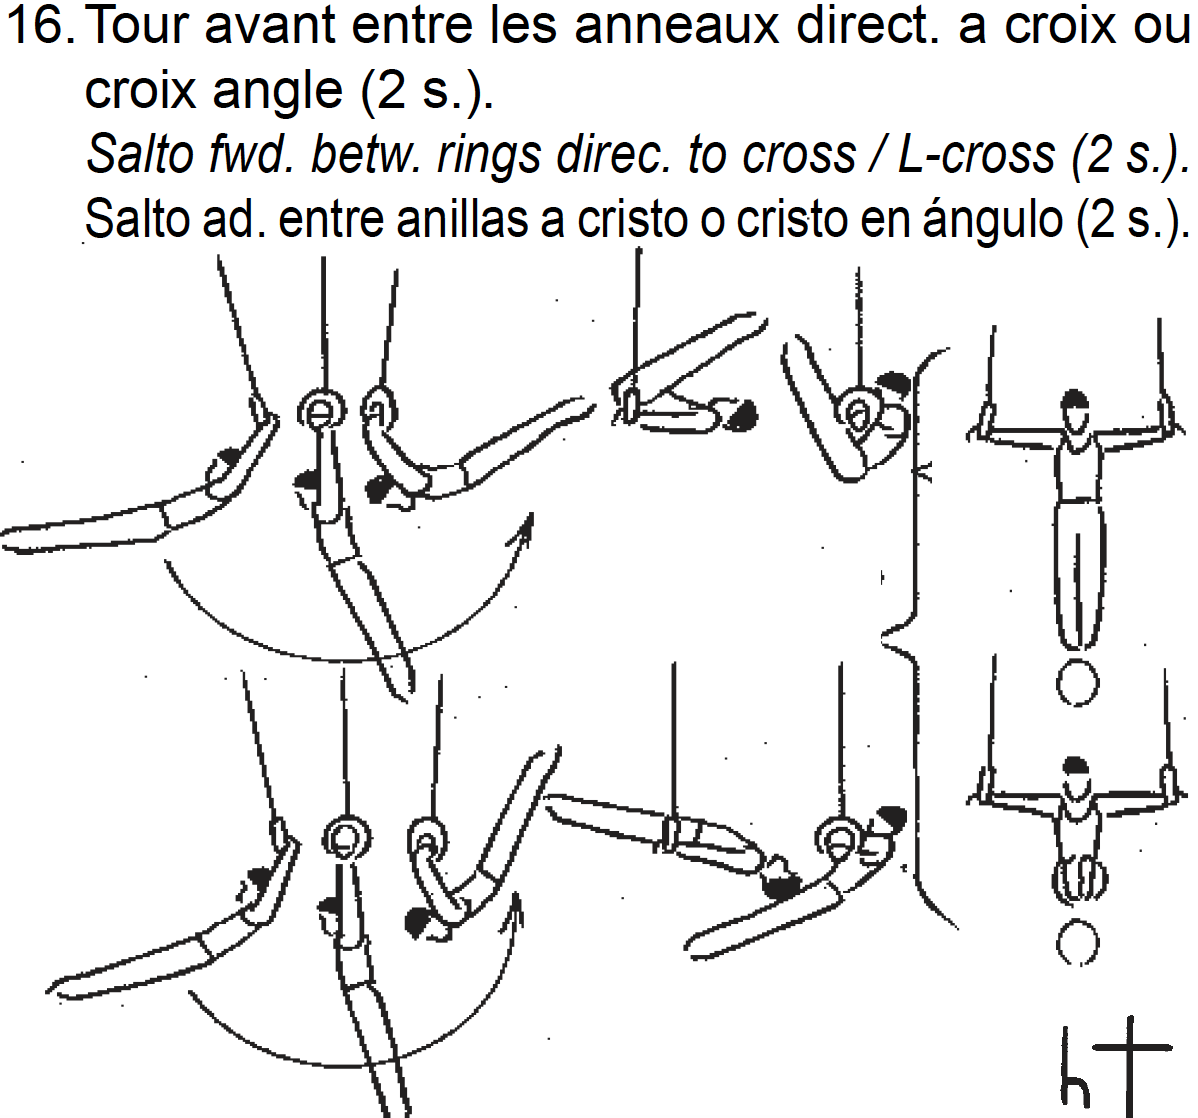 16. Tour avant entre les anneaux direct. a croix ou
croix angle (2 s.).
Salto fwd. betw. rings direc. to cross / L-cross (2 s.).
Salto ad. entre anillas a cristo o cristo en ángulo (2 s.).